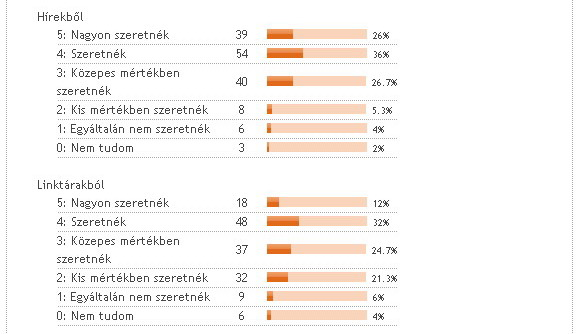 Hírekből
5: Nagyon szeretnék 39 26%
4: Szeretnék 54 36%
3: Közepes mértékben
szeretnék 40 26.7%
2: Kis mértékben szeretnék 8 5.3%
1: Egyáltalán nem szeretnék 6 4%
0: Nem tudom 3 2%
Linktárakból
5: Nagyon szeretnék 18 12%
4: Szeretnék 48 32%
3: Közepes mértékben
szeretnék 37 24.7%
2: Kis mértékben szeretnék 32 21.3%
1: Egyáltalán nem szeretnék 9 6%
0: Nem tudom 6 4%